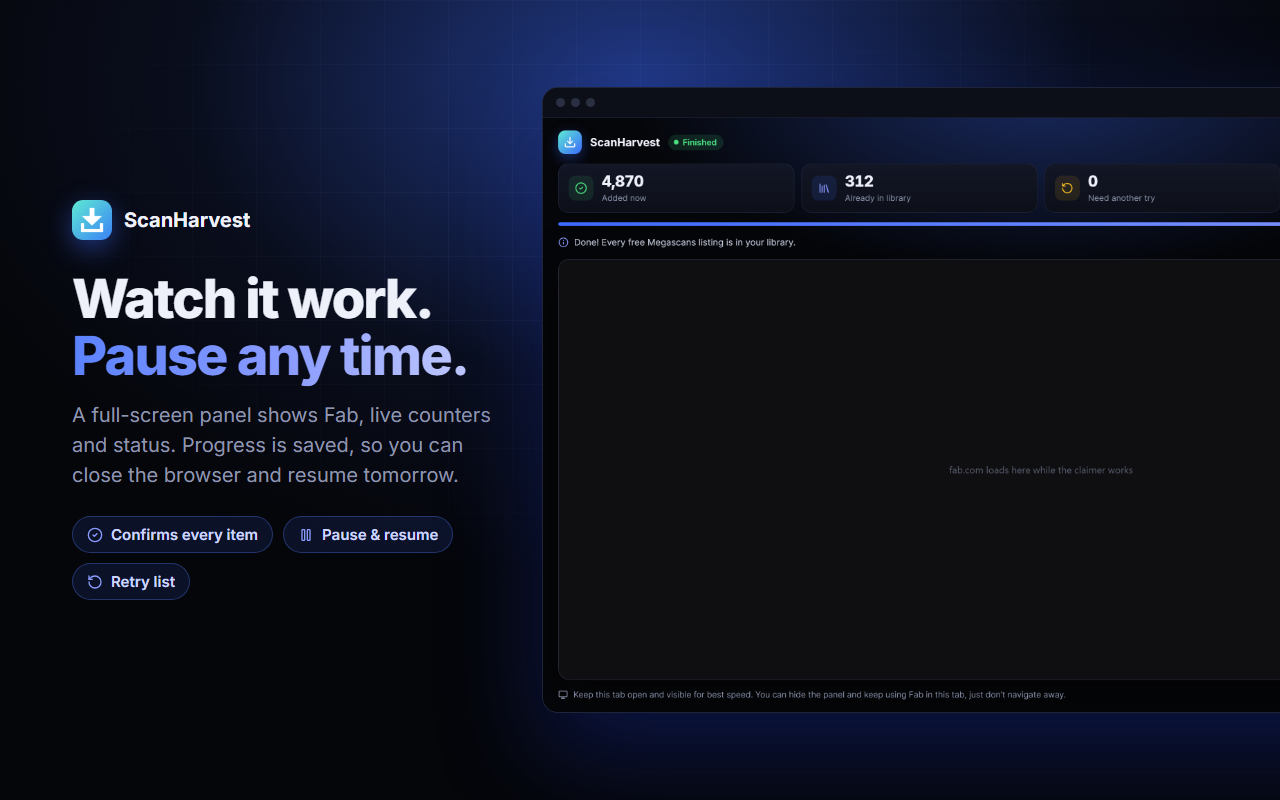 ScanHarvest
Watch it work.
Pause any time.
A full-screen panel shows Fab, live counters
and status. Progress is saved, so you can
close the browser and resume tomorrow.
Confirms every item
Pause & resume
Retry list
ScanHarvest
Finished
4,870
Added now
312
Already in library
0
Need another try
Done! Every free Megascans listing is in your library.
fab.com loads here while the claimer works
Keep this tab open and visible for best speed. You can hide the panel and keep using Fab in this tab, just don't navigate away.